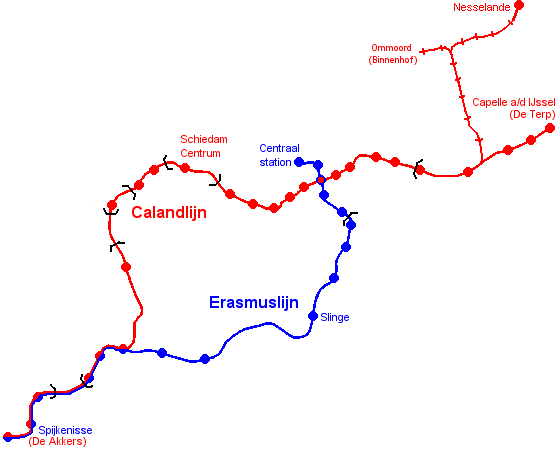 Nesselande
Ommoord
(Binnenhof)
Capelle a/d IJssel
(De Terp)
Schiedam
Centrum
Centraal
station
Calandlijn
Erasmuslijn
Slinge
Spijkenisse
(De Akkers)